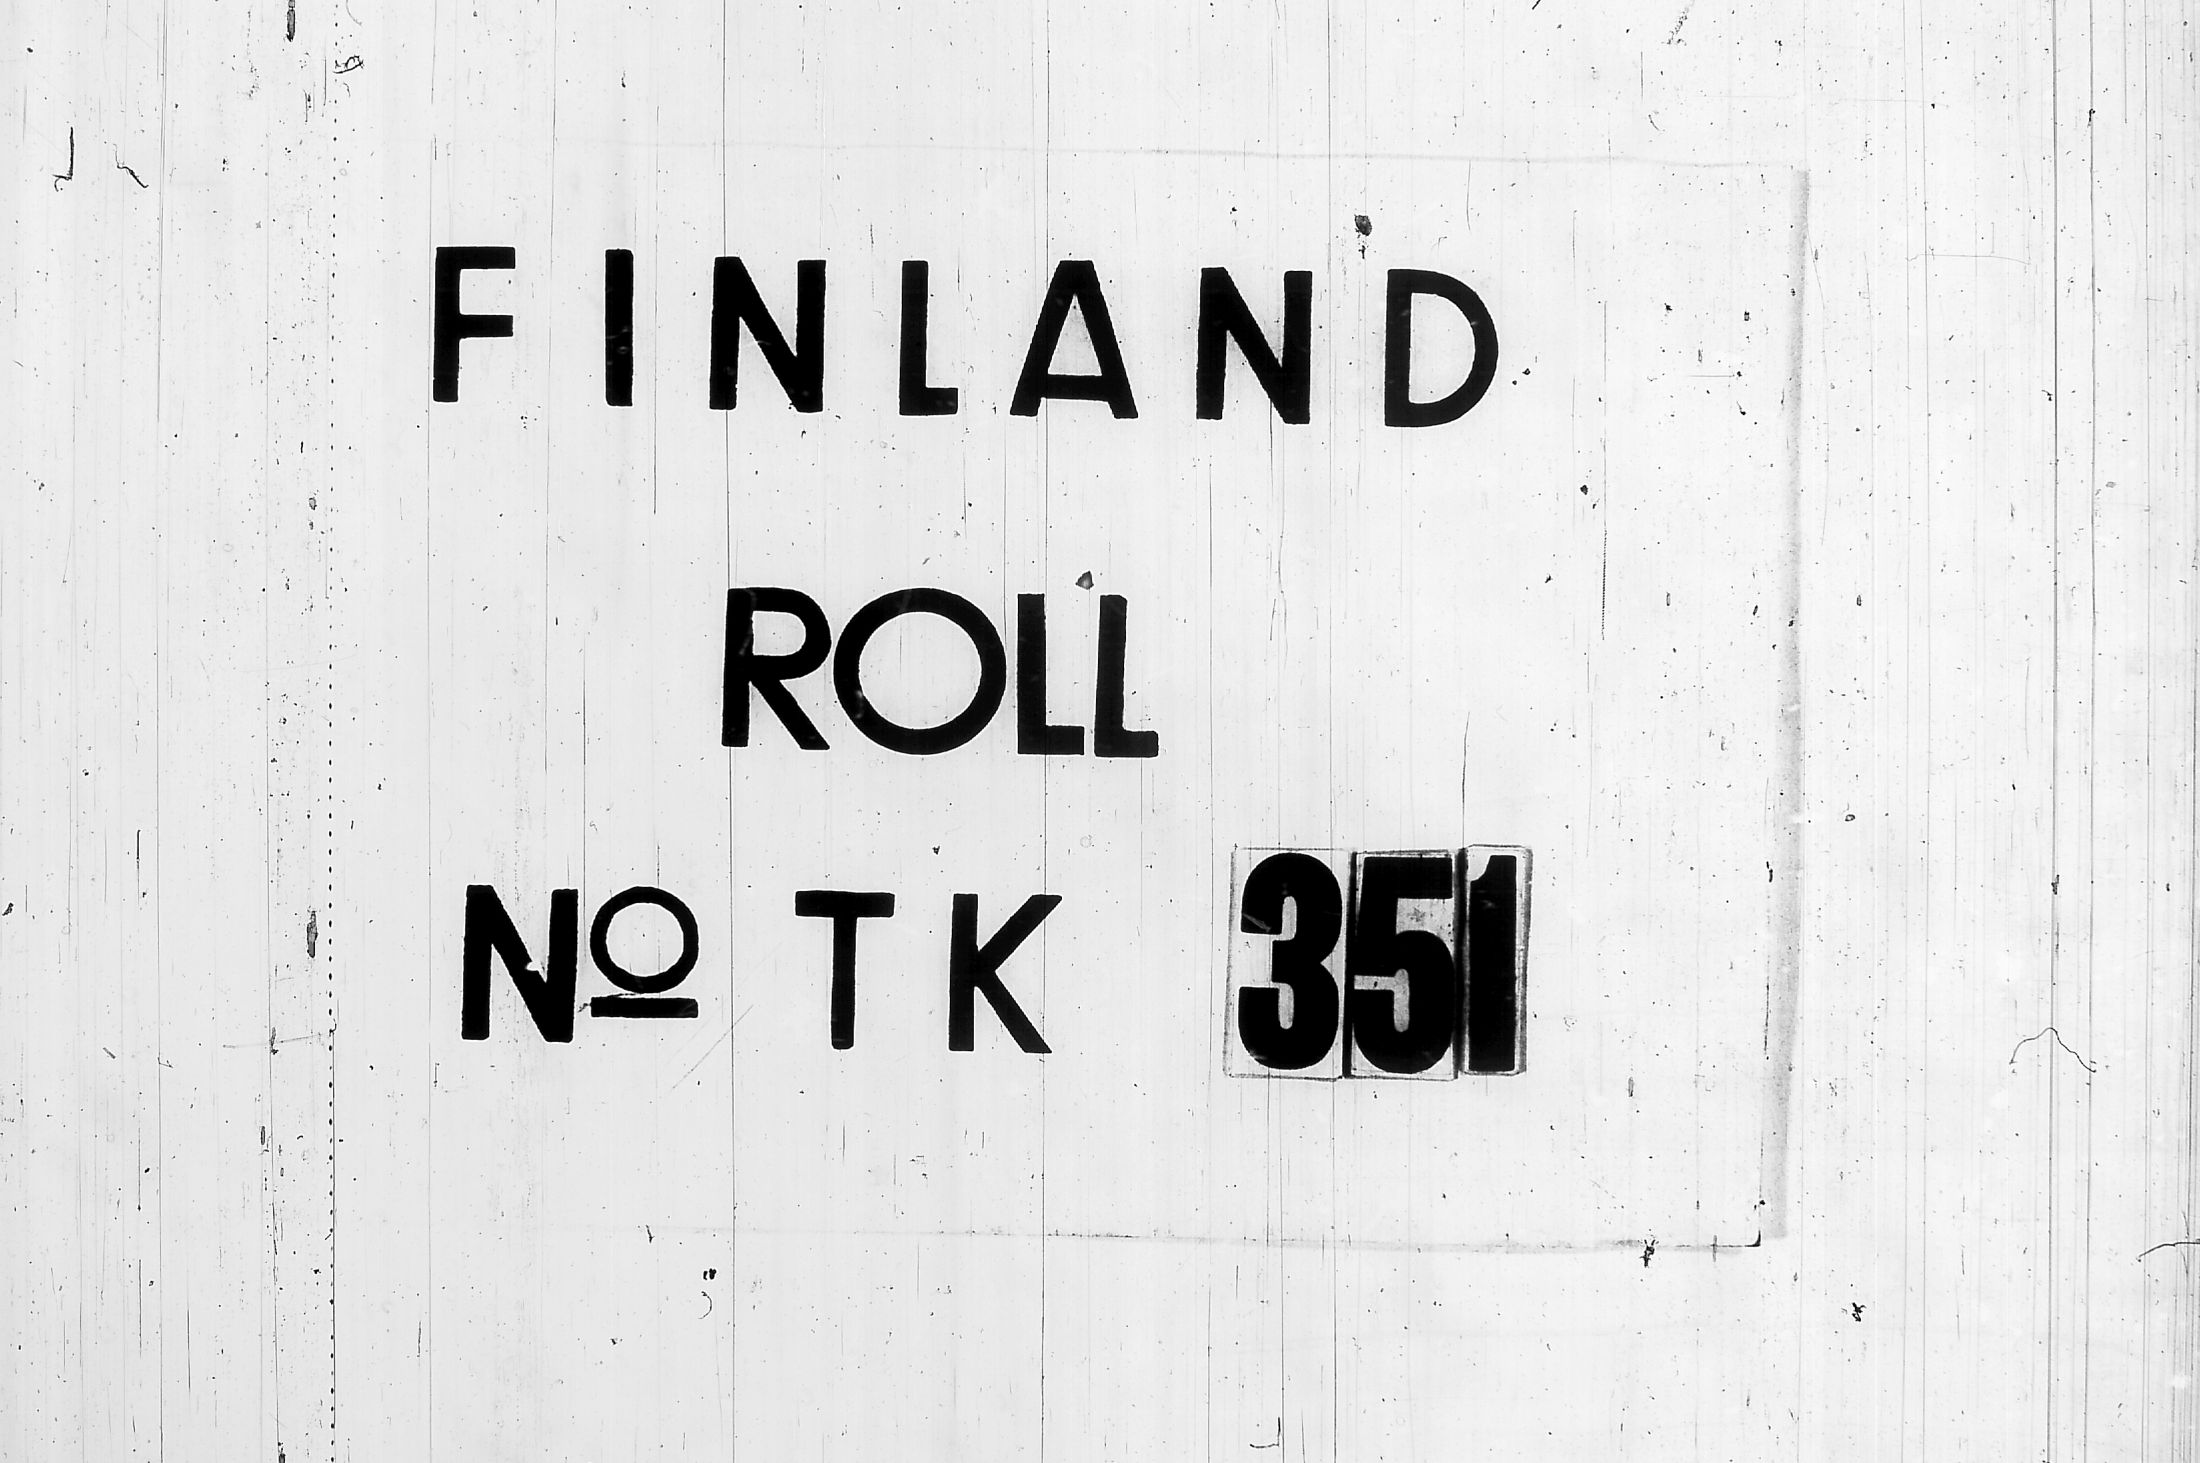 FINLAND
ROLL
Nº TK 351